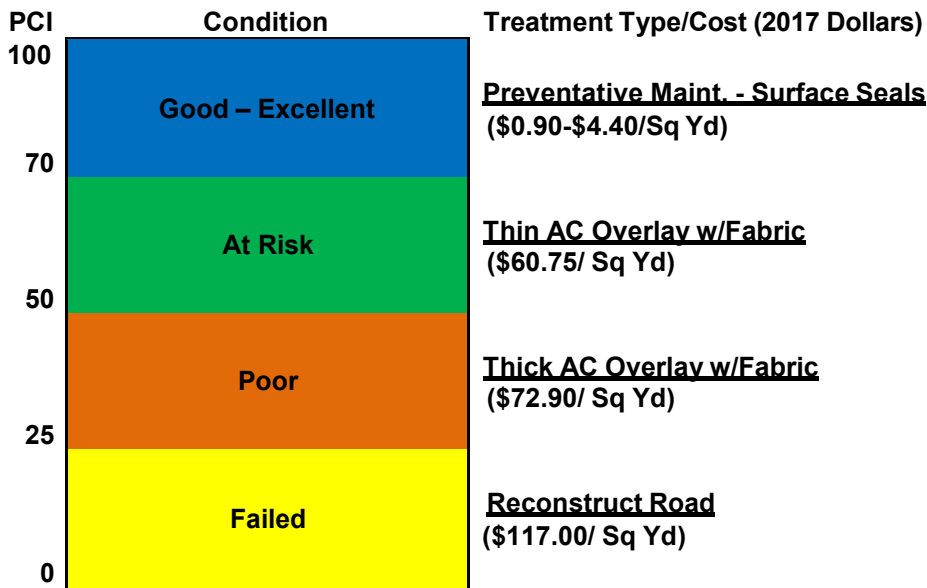 PCI Condition Treatment Type/Cost (2017 Dollars)
100
Good – Excellent
Preventative Maint. - Surface Seals
($0.90-$4.40/Sq Yd)
70
At Risk
Thin AC Overlay w/Fabric
($60.75/ Sq Yd)
50
Poor
Thick AC Overlay w/Fabric
($72.90/ Sq Yd)
25
Failed
Reconstruct Road
($117.00/ Sq Yd)
0